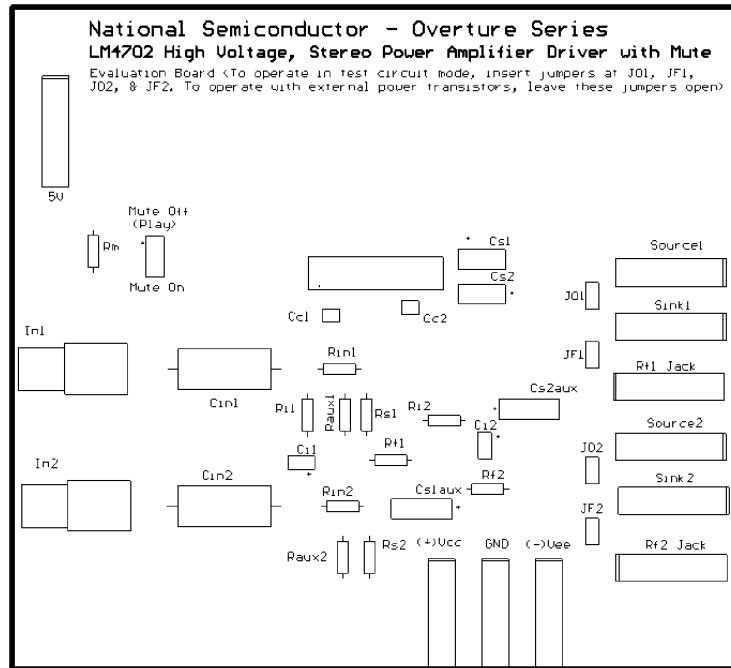 National Semiconductor - Overture Series
LM4702 High Voltage, Stereo Power Amplifier Driver with Mute
Evaluation Board (To operate in test circuit mode, insert jumpers at JO1, JF1,
JO2, & JF2. To operate with external power transistors, leave these jumpers open)
5V
Mute Off
(Play)
Rm
Mute On
Cs1
Cs2
Source1
JO1
Cc1
Cc2
Sink1
In1
Rin1
JF1
Rf1 Jack
Cin1
Ri1
Raux1
Rs1
Ri2
Cs2aux
Ci2
Source2
Ci1
Rf1
JO2
In2
Cin2
Rin2
Cs1aux
Rf2
Sink2
JF2
Raux2
Rs2
(+)Vcc
GND
(-)Vee
Rf2 Jack